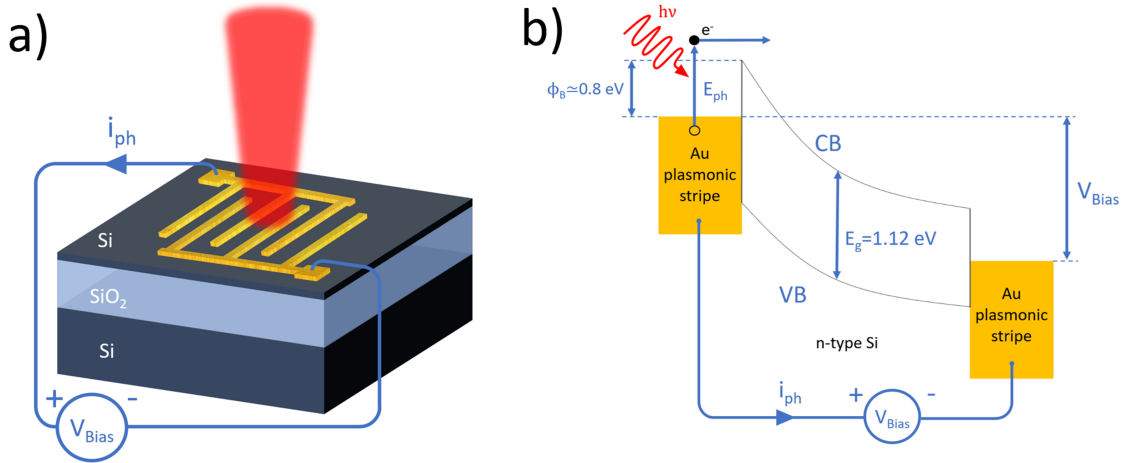 a)
i_ph
Si
SiO₂
Si
+
-
V_Bias
b)
hν
e⁻
ϕ_B≃0.8 eV
E_ph
Au
plasmonic
stripe
CB
V_Bias
E_g=1.12 eV
VB
Au
plasmonic
stripe
n-type Si
i_ph
+
-
V_Bias